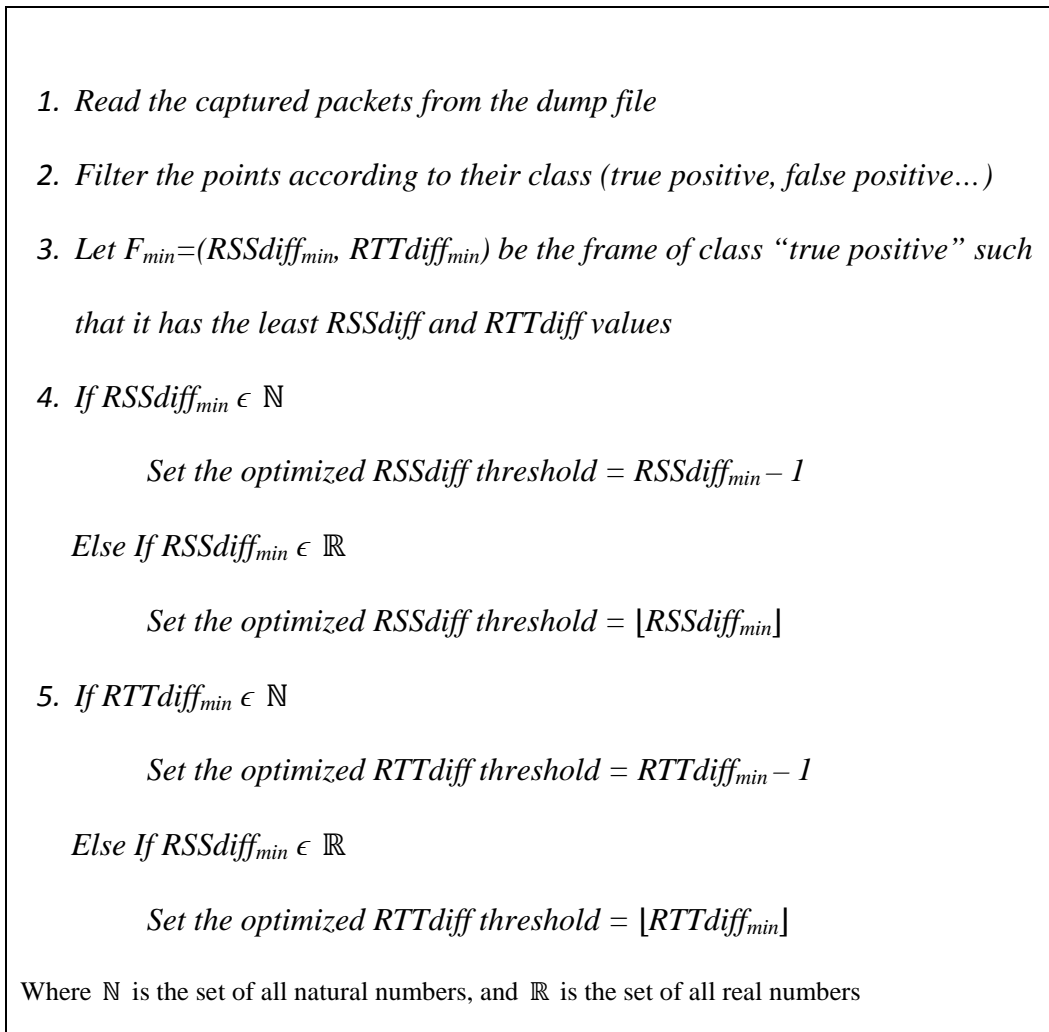 1. Read the captured packets from the dump file
2. Filter the points according to their class (true positive, false positive…)
3. Let Fmin=(RSSdiffmin, RTTdiffmin) be the frame of class “true positive” such
that it has the least RSSdiff and RTTdiff values
4. If RSSdiffmin ϵ ℕ
Set the optimized RSSdiff threshold = RSSdiffmin – 1
Else If RSSdiffmin ϵ ℝ
Set the optimized RSSdiff threshold = ⌊RSSdiffmin⌋
5. If RTTdiffmin ϵ ℕ
Set the optimized RTTdiff threshold = RTTdiffmin – 1
Else If RSSdiffmin ϵ ℝ
Set the optimized RTTdiff threshold = ⌊RTTdiffmin⌋
Where ℕ is the set of all natural numbers, and ℝ is the set of all real numbers